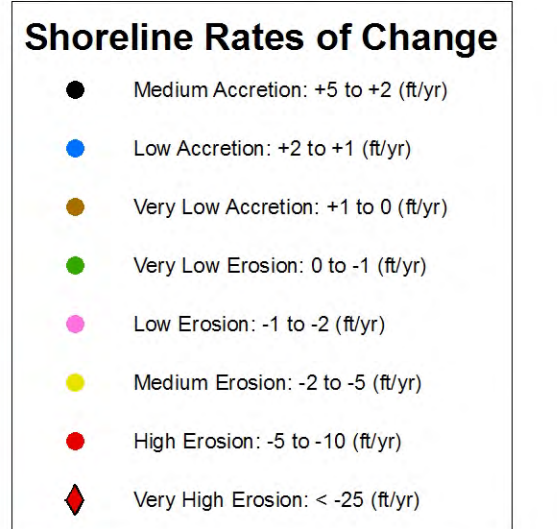 Shoreline Rates of Change
Medium Accretion: +5 to +2 (ft/yr)
Low Accretion: +2 to +1 (ft/yr)
Very Low Accretion: +1 to 0 (ft/yr)
Very Low Erosion: 0 to -1 (ft/yr)
Low Erosion: -1 to -2 (ft/yr)
Medium Erosion: -2 to -5 (ft/yr)
High Erosion: -5 to -10 (ft/yr)
Very High Erosion: < -25 (ft/yr)